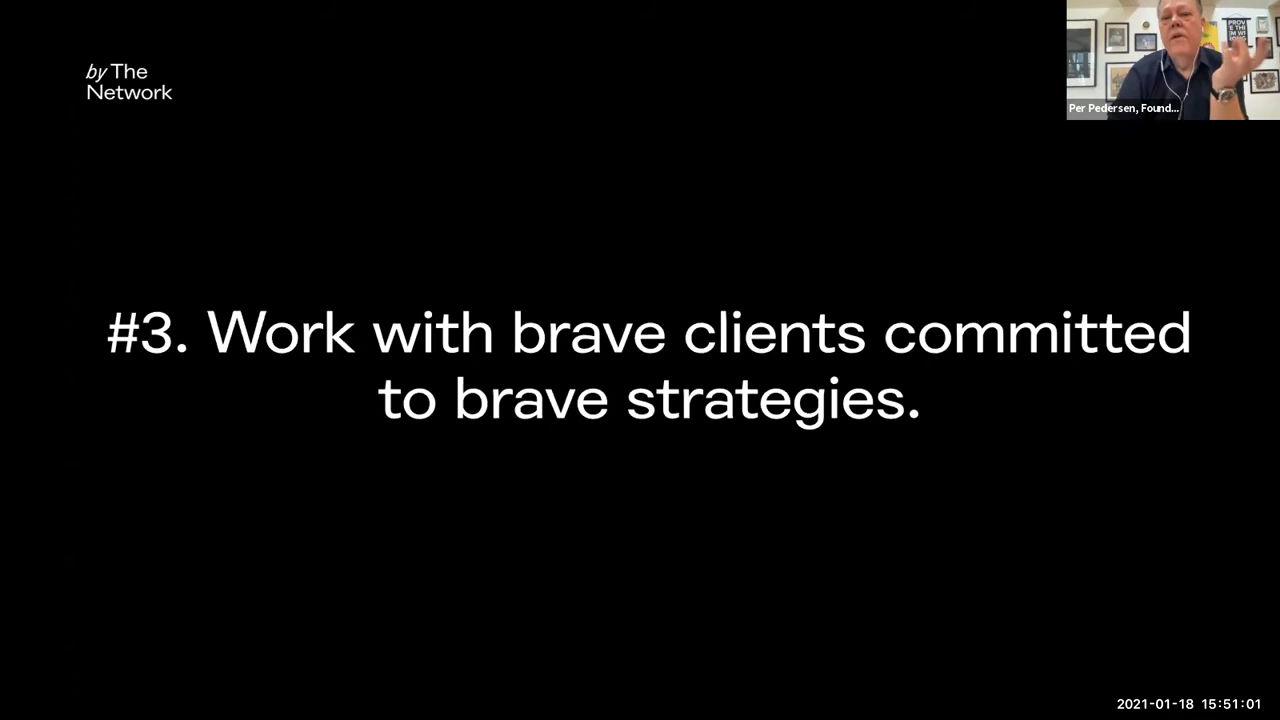 by The
Network
Per Pedersen, Found...
#3. Work with brave clients committed
to brave strategies.
2021-01-18 15:51:01